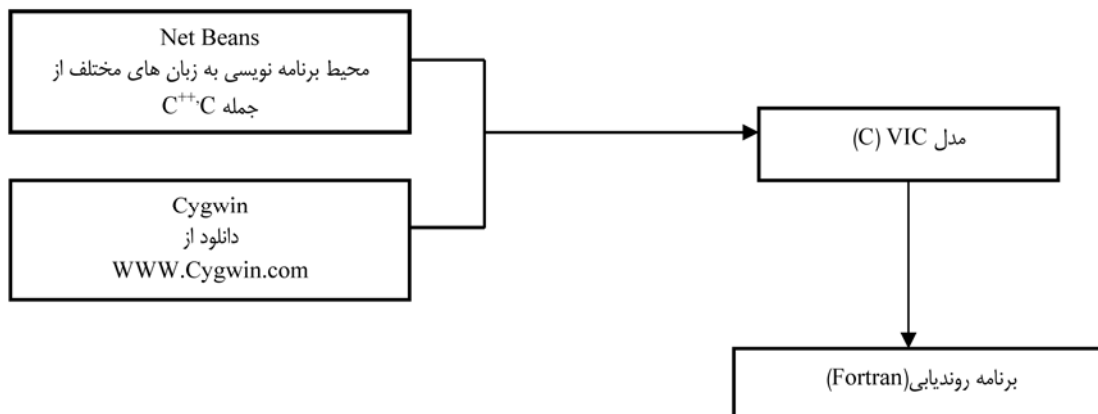 Net Beans
محیط برنامه نویسی به زبان های مختلف از
جمله C++،C
Cygwin
دانلود از
WWW.Cygwin.com
مدل VIC (C)
برنامه روندیابی(Fortran)